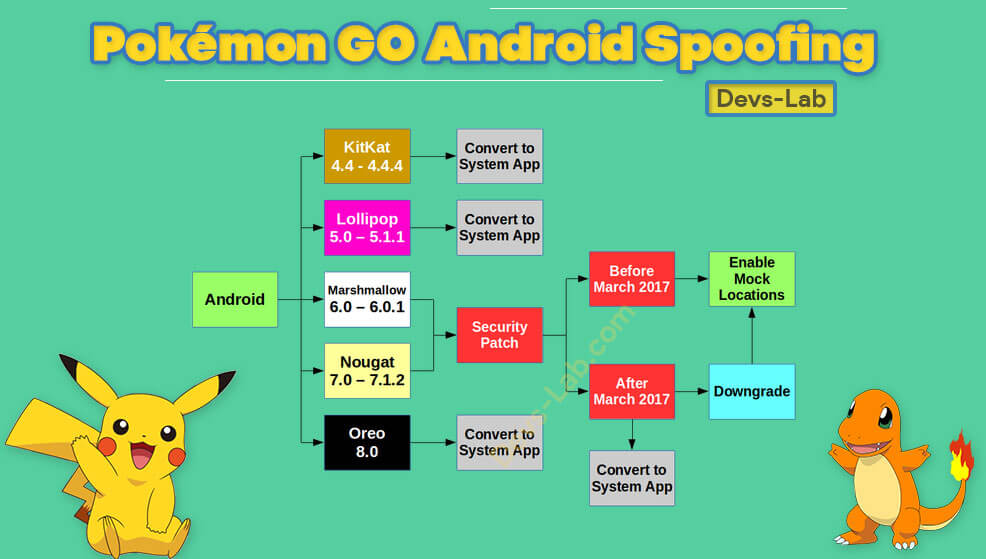 Pokémon GO Android Spoofing
Devs-Lab
KitKat
4.4 - 4.4.4
Convert to
System App
Lollipop
5.0 – 5.1.1
Convert to
System App
Before
March 2017
Enable
Mock
Locations
Android
Marshmallow
6.0 – 6.0.1
Security
Patch
Nougat
7.0 – 7.1.2
After
March 2017
Downgrade
Oreo
8.0
Convert to
System App
Convert to
System App
Devs-Lab.com